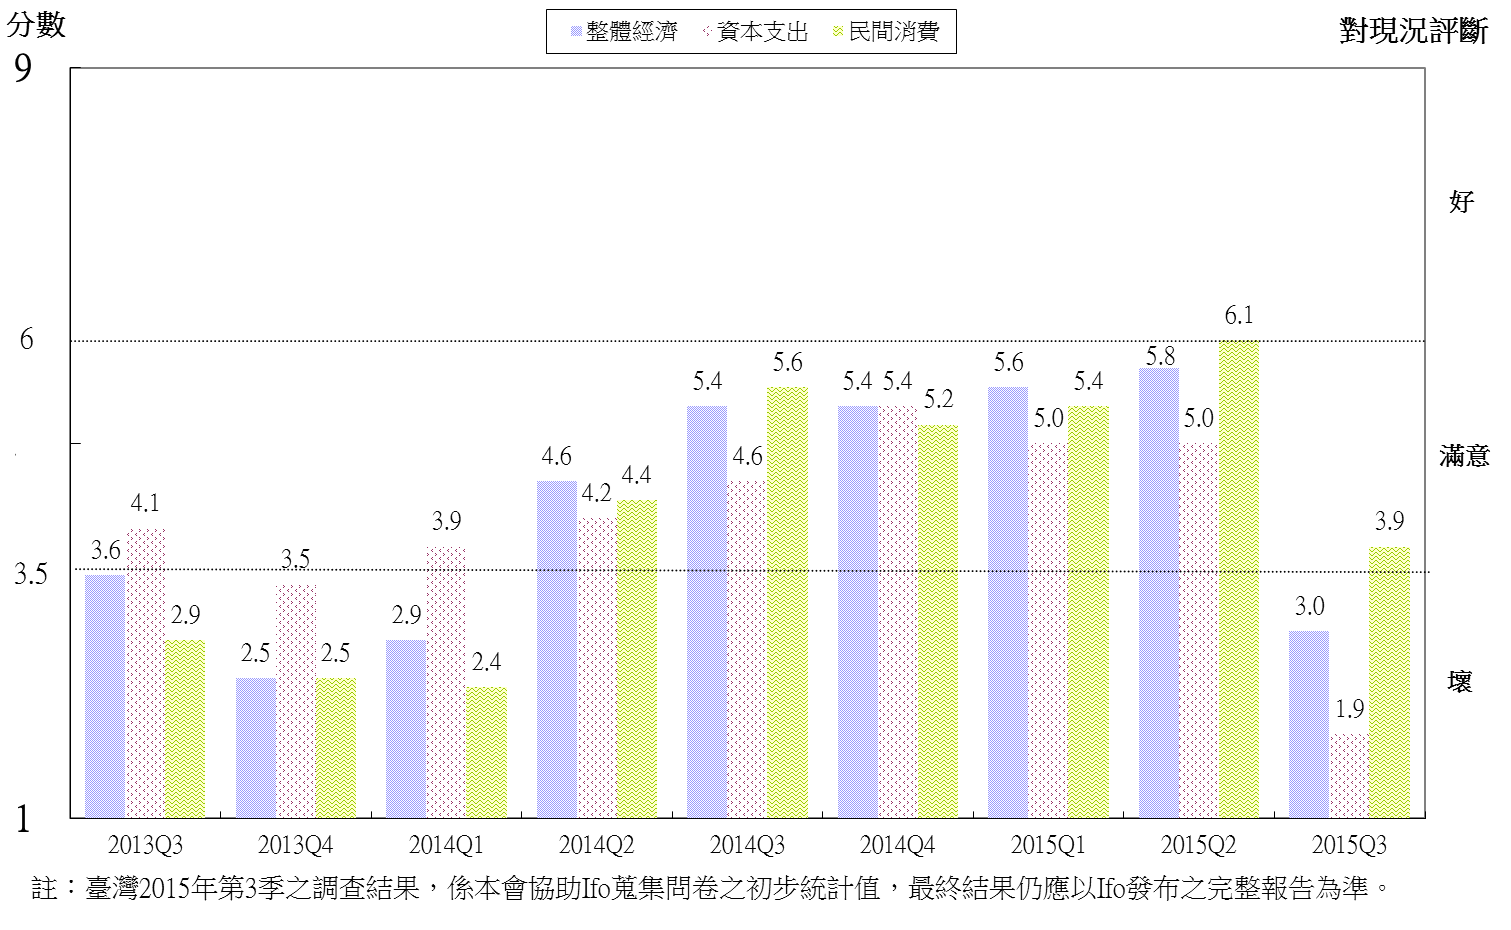 分數
對現況評斷
整體經濟 資本支出 民間消費
9
6
3.5
1
好
滿意
壞
3.6 4.1 2.9
2.5 3.5 2.5
2.9 3.9 2.4
4.6 4.2 4.4
5.4 4.6 5.6
5.4 5.4 5.2
5.6 5.0 5.4
5.8 5.0 6.1
3.0 1.9 3.9
2013Q3 2013Q4 2014Q1 2014Q2 2014Q3 2014Q4 2015Q1 2015Q2 2015Q3
註：臺灣2015年第3季之調查結果，係本會協助Ifo蒐集問卷之初步統計值，最終結果仍應以Ifo發布之完整報告為準。